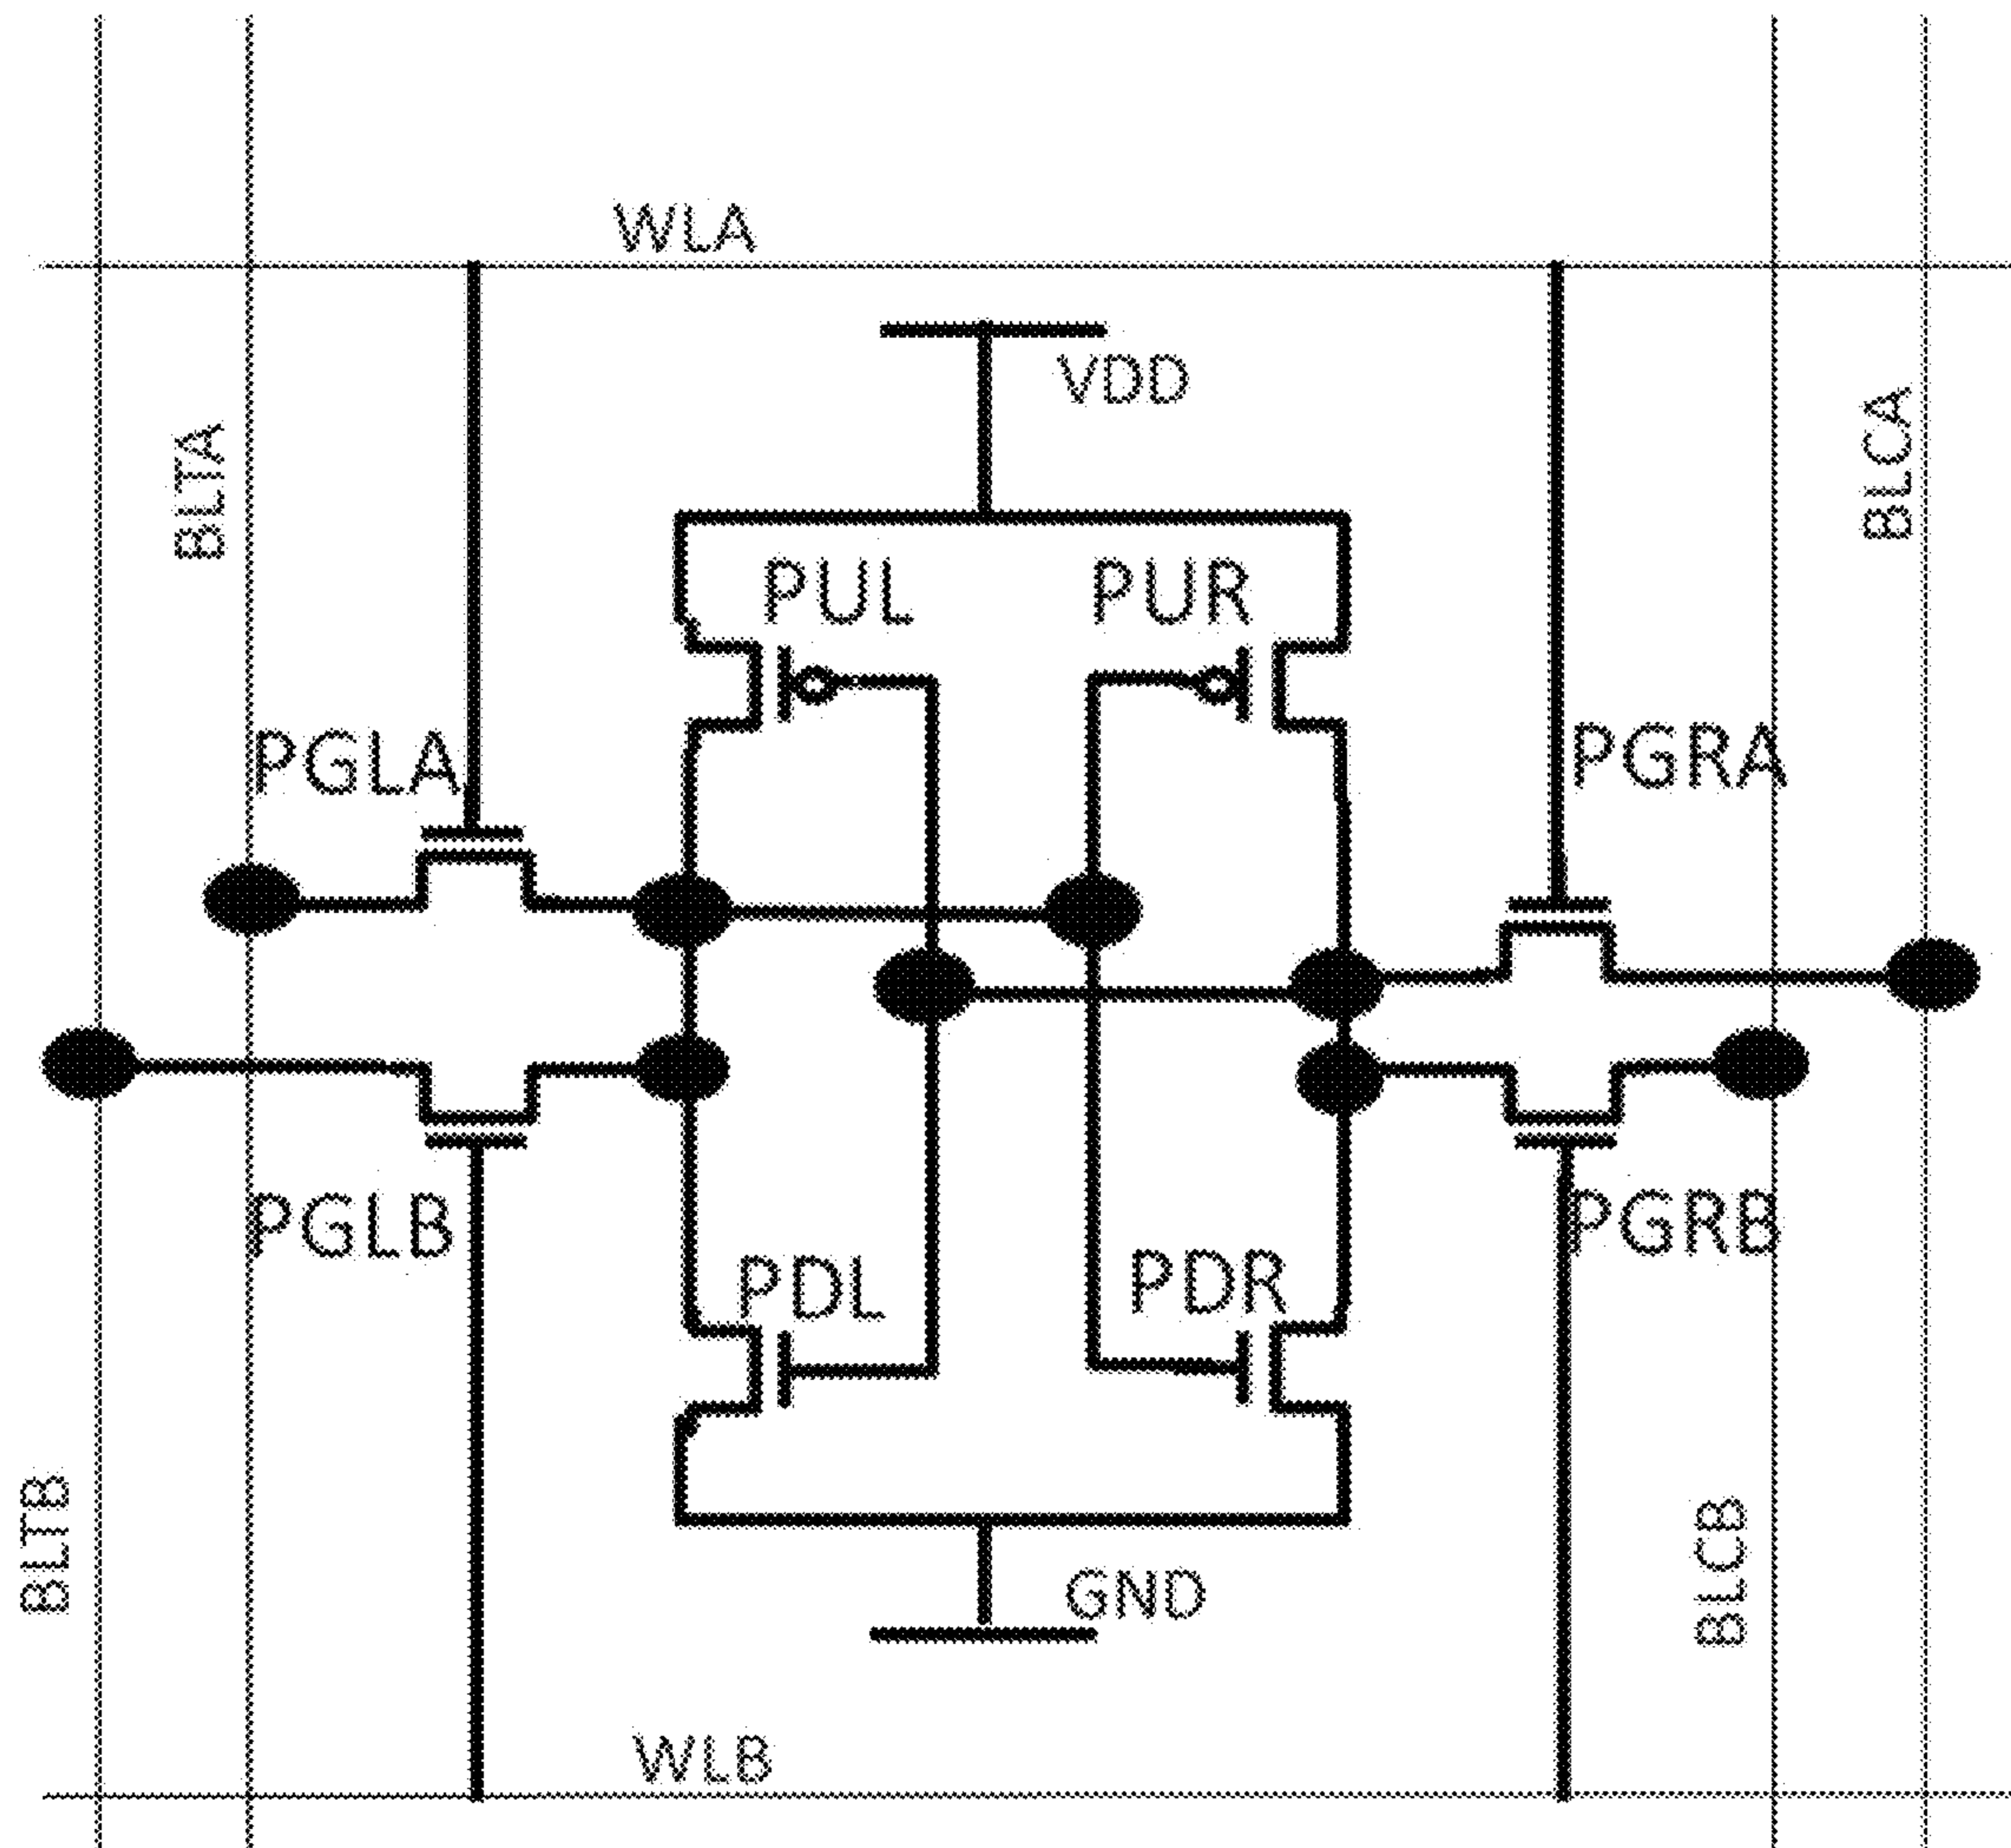 WLA
VDD
BLTA
BLCA
PUL
PUR
PGLA
PGRA
PGLB
PGRB
PDL
PDR
BLTB
BLCB
GND
WLB